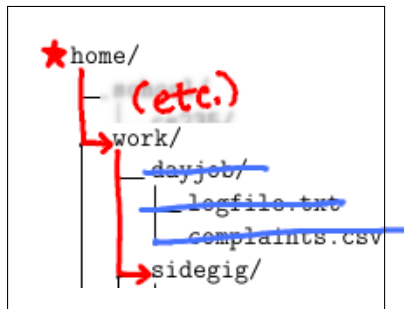 home/
(etc.)
work/
dayjob/
logfile.txt
complaints.csv
sidegig/